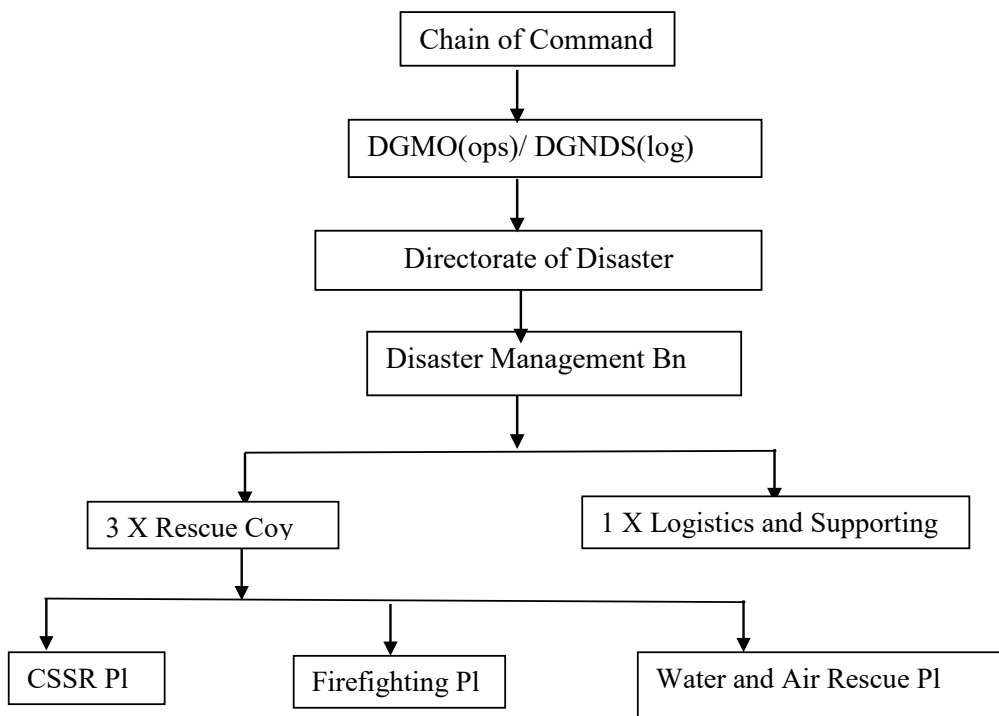 Chain of Command
DGMO(ops)/ DGNDS(log)
Directorate of Disaster
Disaster Management Bn
3 X Rescue Coy
1 X Logistics and Supporting
CSSR Pl
Firefighting Pl
Water and Air Rescue Pl